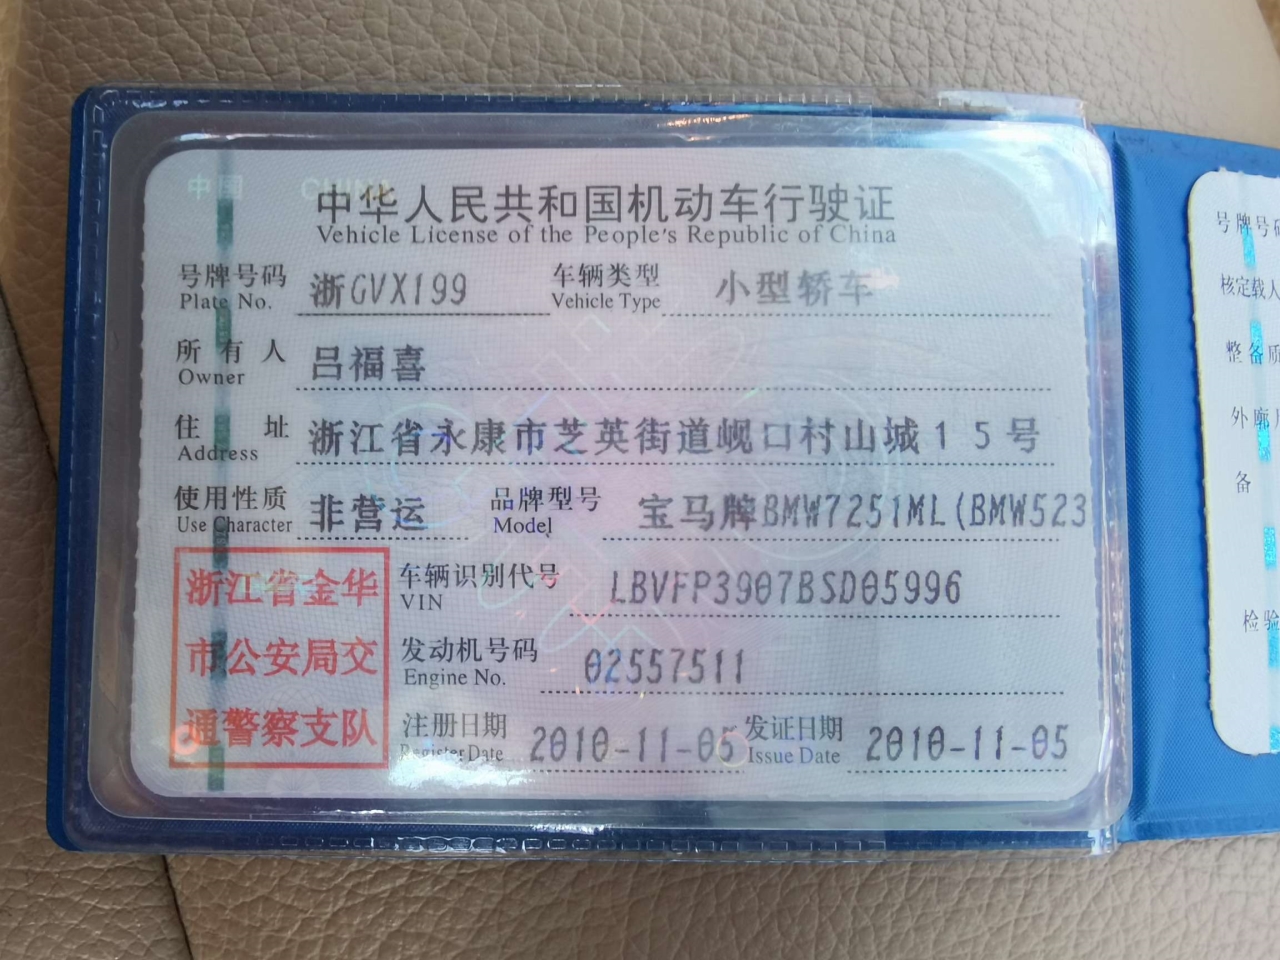 中国 CHINA
中华人民共和国机动车行驶证
Vehicle License of the People's Republic of China
号牌号码 浙GVX199 车辆类型 小型轿车
Plate No. Vehicle Type
所有人 吕福喜
Owner
住址 浙江省永康市芝英街道岘口村山城15号
Address
使用性质 非营运 品牌型号 宝马牌BMW7251ML(BMW523
Use Character Model
浙江省金华
市公安局交
通警察支队
车辆识别代号 LBVFP3907BSD05996
VIN
发动机号码 02557511
Engine No.
注册日期 2010-11-05 发证日期 2010-11-05
Register Date Issue Date
号牌号码
核定载人
整备质
外廓
备
检验